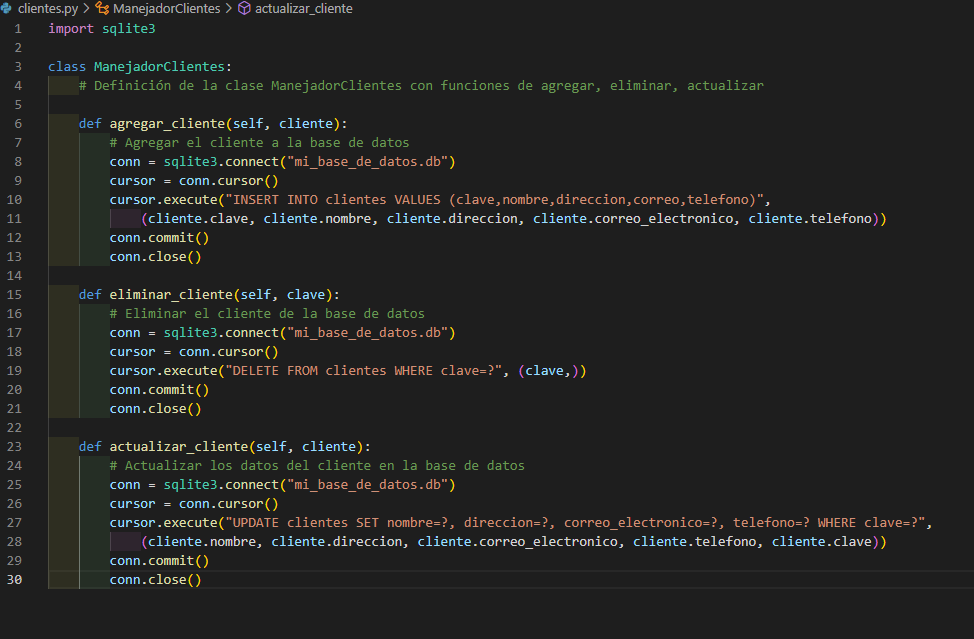 clientes.py > ManejadorClientes > actualizar_cliente
1 import sqlite3
2
3 class ManejadorClientes:
4     # Definición de la clase ManejadorClientes con funciones de agregar, eliminar, actualizar
5
6     def agregar_cliente(self, cliente):
7         # Agregar el cliente a la base de datos
8         conn = sqlite3.connect("mi_base_de_datos.db")
9         cursor = conn.cursor()
10         cursor.execute("INSERT INTO clientes VALUES (clave,nombre,direccion,correo,telefono)",
11             (cliente.clave, cliente.nombre, cliente.direccion, cliente.correo_electronico, cliente.telefono))
12         conn.commit()
13         conn.close()
14
15     def eliminar_cliente(self, clave):
16         # Eliminar el cliente de la base de datos
17         conn = sqlite3.connect("mi_base_de_datos.db")
18         cursor = conn.cursor()
19         cursor.execute("DELETE FROM clientes WHERE clave=?", (clave,))
20         conn.commit()
21         conn.close()
22
23     def actualizar_cliente(self, cliente):
24         # Actualizar los datos del cliente en la base de datos
25         conn = sqlite3.connect("mi_base_de_datos.db")
26         cursor = conn.cursor()
27         cursor.execute("UPDATE clientes SET nombre=?, direccion=?, correo_electronico=?, telefono=? WHERE clave=?",
28             (cliente.nombre, cliente.direccion, cliente.correo_electronico, cliente.telefono, cliente.clave))
29         conn.commit()
30         conn.close()